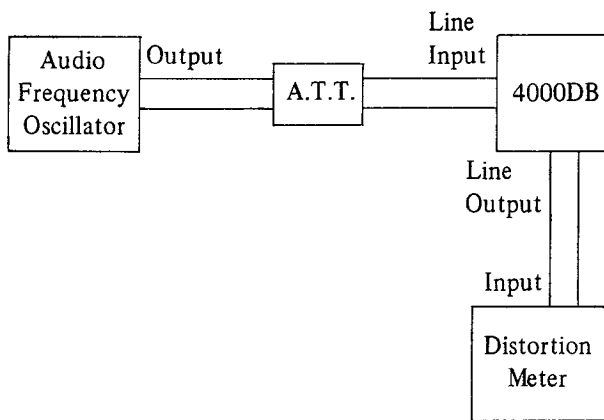 Audio
Frequency
Oscillator
Output
A.T.T.
Line
Input
4000DB
Line
Output
Input
Distortion
Meter